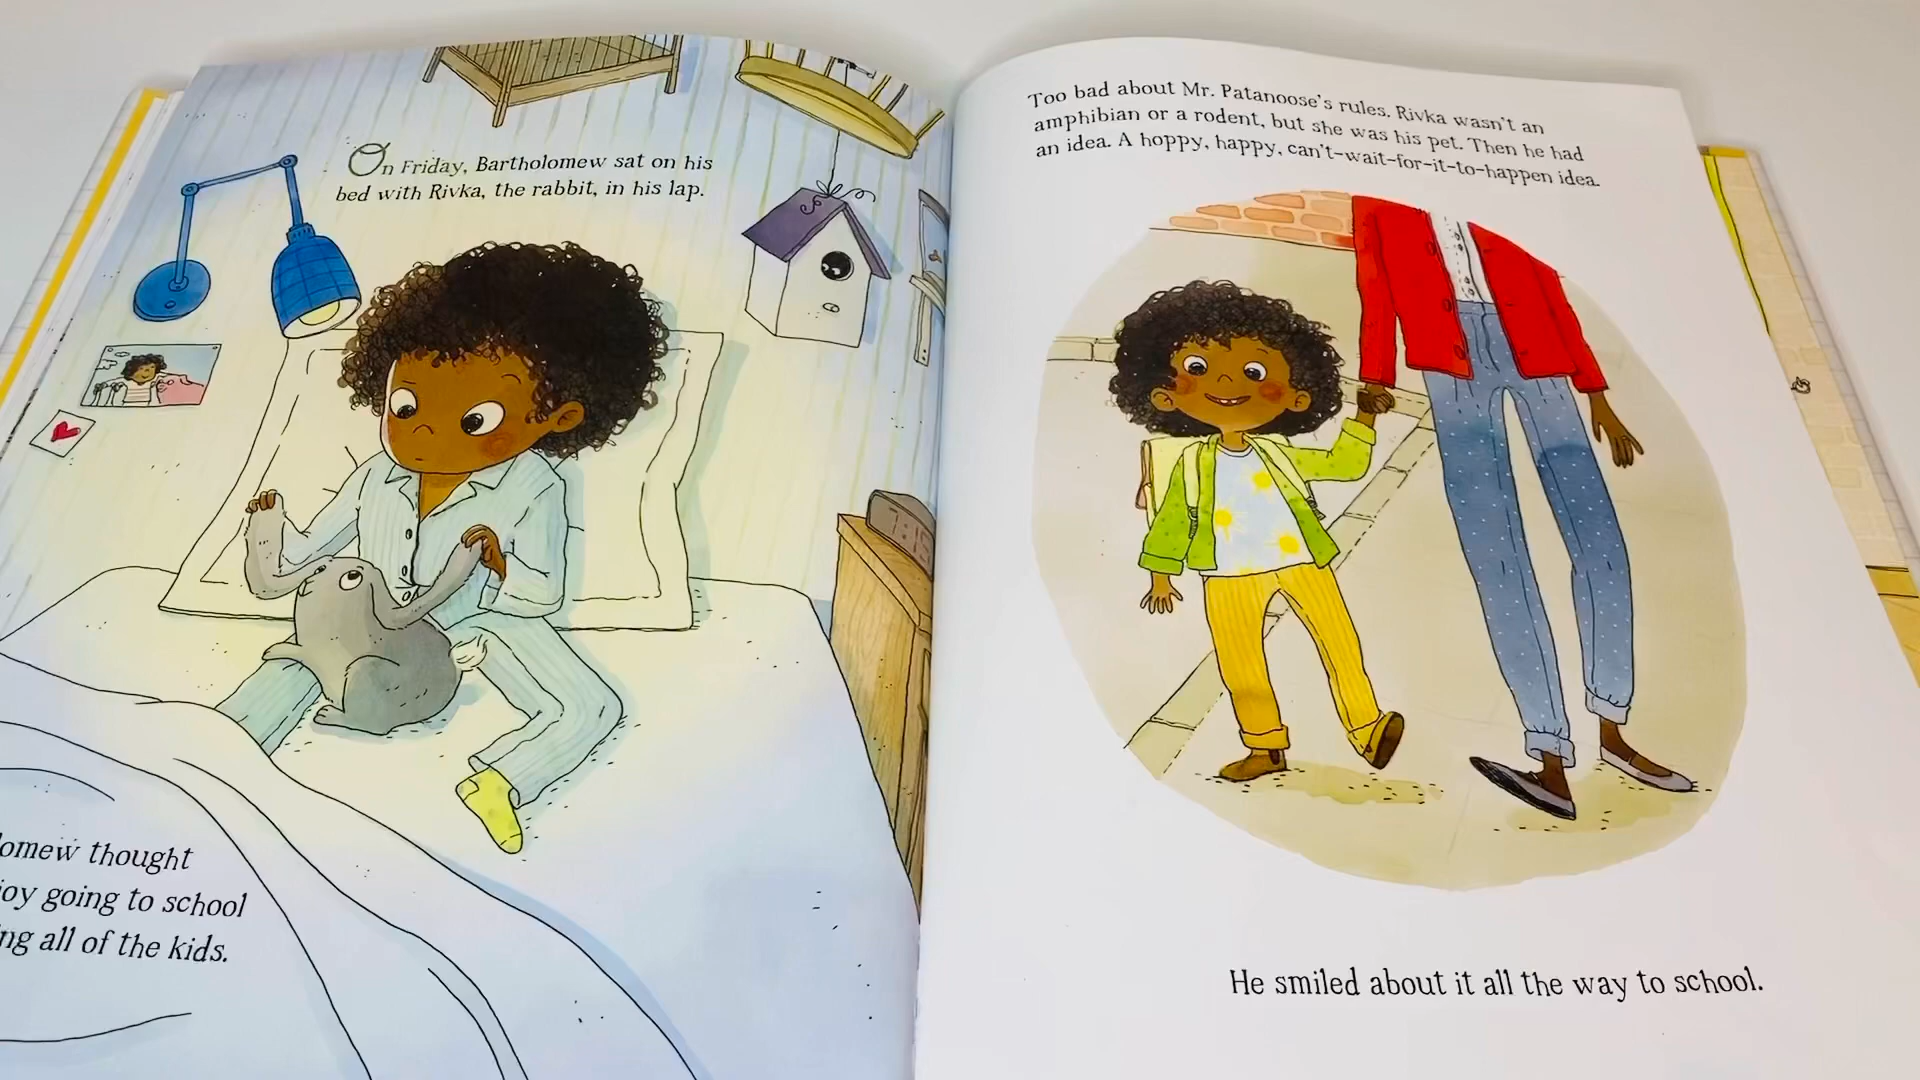 On Friday, Bartholomew sat on his
bed with Rivka, the rabbit, in his lap.
thought
going to school
all of the kids.
Too bad about Mr. Patanoose's rules. Rivka wasn't an
amphibian or a rodent, but she was his pet. Then he had
an idea. A hoppy, happy, can't-wait-for-it-to-happen idea.
He smiled about it all the way to school.